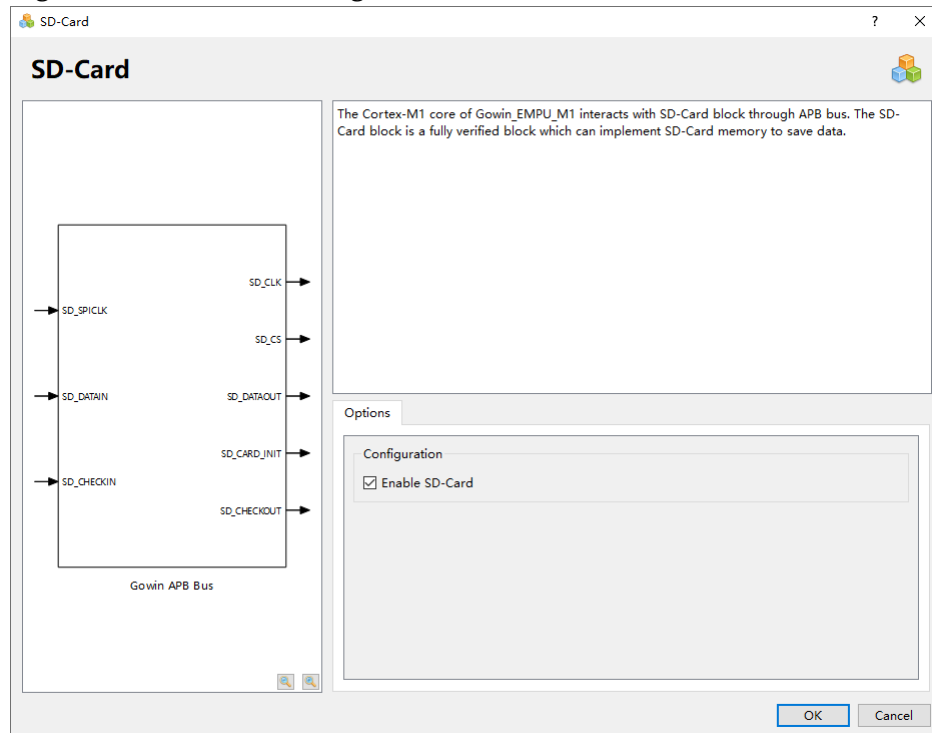 SD-Card
?
SD-Card
The Cortex-M1 core of Gowin_EMPU_M1 interacts with SD-Card block through APB bus. The SD-
Card block is a fully verified block which can implement SD-Card memory to save data.
SD_CLK
SD_SPICLK
SD_CS
SD_DATAIN
SD_DATAOUT
SD_CARD_INIT
SD_CHECKIN
SD_CHECKOUT
Gowin APB Bus
Options
Configuration
Enable SD-Card
OK
Cancel